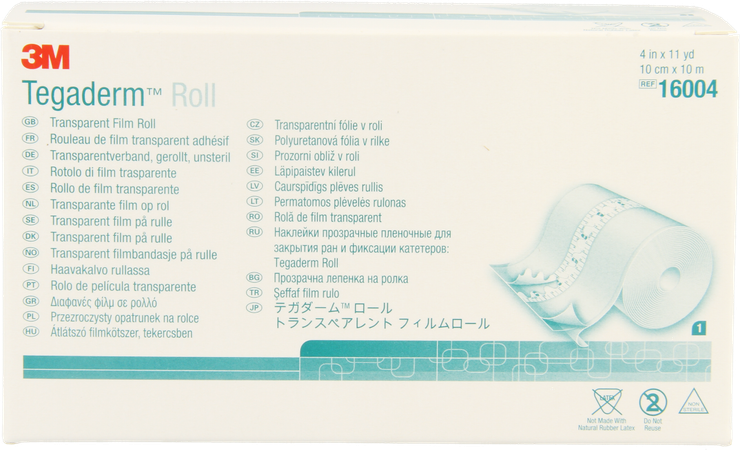 3M
4 in x 11 yd
10 cm x 10 m
REF 16004
Tegaderm™ Roll
GB Transparent Film Roll
FR Rouleau de film transparent adhésif
DE Transparentverband, gerollt, unsteril
IT Rotolo di film trasparente
ES Rollo de film transparente
NL Transparante film op rol
SE Transparent film på rulle
DK Transparent film på rulle
NO Transparent filmbandasje på rulle
FI Haavakalvo rullassa
PT Rolo de película transparente
GR Διαφανές φίλμ σε ρολλό
PL Przezroczysty opatrunek na rolce
HU Átlátszó filmkötszer, tekercsben
CZ Transparentní fólie v roli
SK Polyuretanová fólia v rilke
SI Prozorni obliž v roli
EE Läpipaistev kilerul
LV Caurspīdīgs plēves rullis
LT Permatomos plėvelės rulonas
RO Rolă de film transparent
RU Наклейки прозрачные пленочные для
закрытия ран и фиксации катетеров:
Tegaderm Roll
BG Прозрачна лепенка на ролка
TR Şeffaf film rulo
JP テガダーム™ ロール
トランスペアレント フィルムロール
1
LATEX
Not Made With
Natural Rubber Latex
2
Do Not
Reuse
NON
STERILE